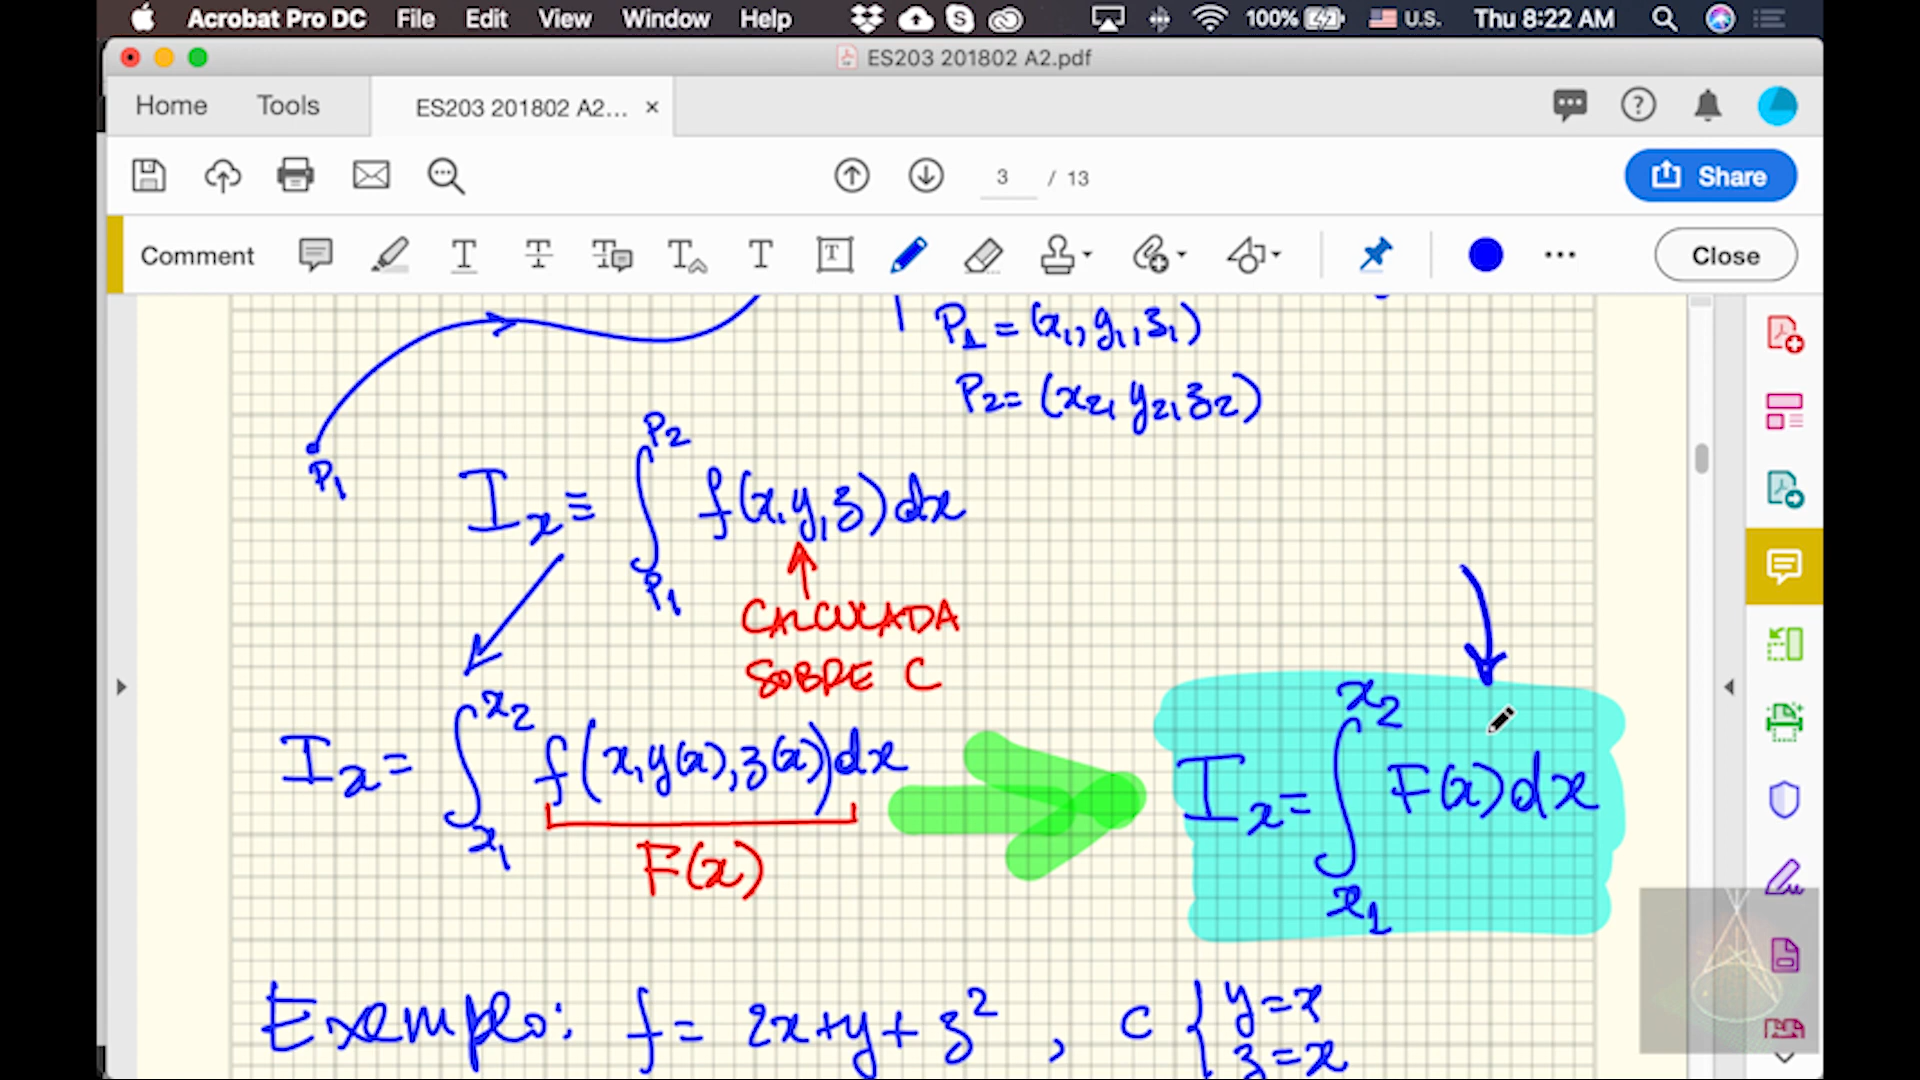 Acrobat Pro DC File Edit View Window Help 100% U.S. Thu 8:22 AM
ES203 201802 A2.pdf
Home Tools ES203 201802 A2... ×
3 / 13 Share
Comment T T T T T T Close
P1 = (x1, y1, z1)
P2 = (x2, y2, z2)
P1
Ix ≡ ∫_{P1}^{P2} f(x, y, z) dx
CALCULADA
SOBRE C
Ix = ∫_{x1}^{x2} f(x, y(x), z(x)) dx
F(x)
Ix = ∫_{x1}^{x2} F(x) dx
Exemplo: f = 2x + y + z², C { y = x
z = x